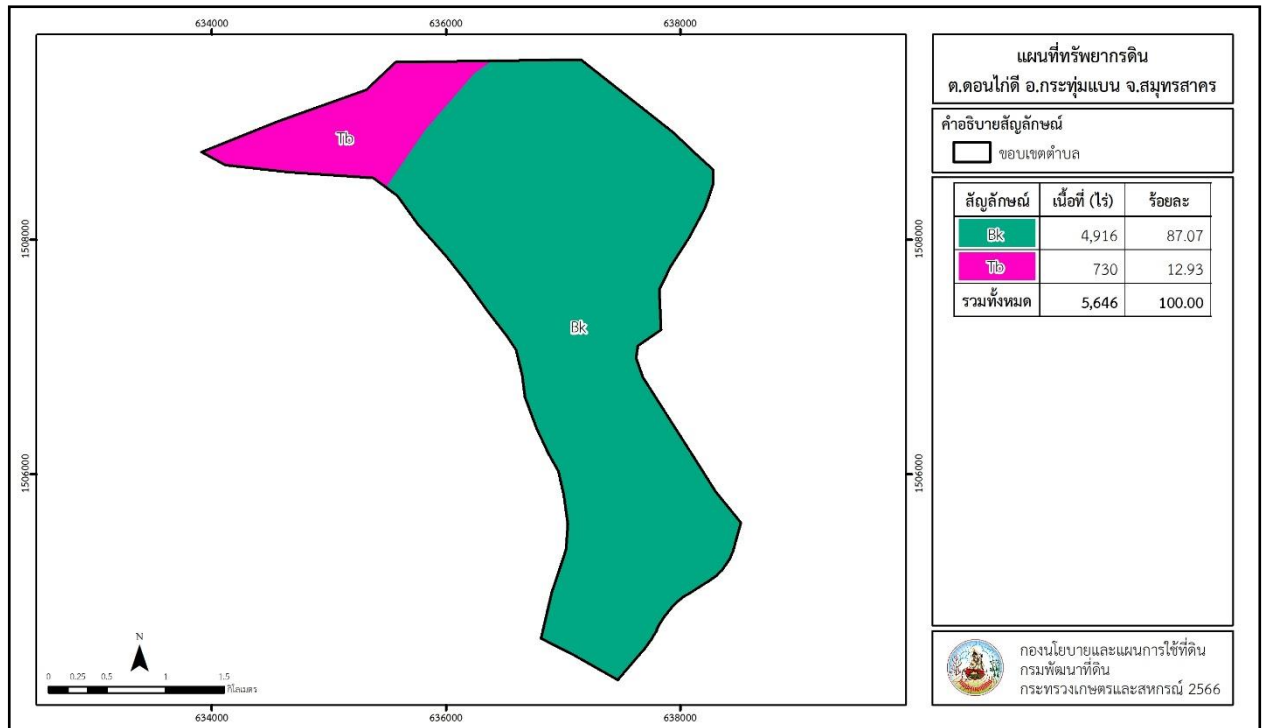 634000
636000
638000
1508000
1506000
1508000
1506000
634000
636000
638000
Tb
Bk
N
0 0.25 0.5 1 1.5
กิโลเมตร
แผนที่ทรัพยากรดิน
ต.ดอนไก่ดี อ.กระทุ่มแบน จ.สมุทรสาคร
คำอธิบายสัญลักษณ์
ขอบเขตตำบล
สัญลักษณ์ เนื้อที่ (ไร่) ร้อยละ
Bk 4,916 87.07
Tb 730 12.93
รวมทั้งหมด 5,646 100.00
กองนโยบายและแผนการใช้ที่ดิน
กรมพัฒนาที่ดิน
กระทรวงเกษตรและสหกรณ์ 2566